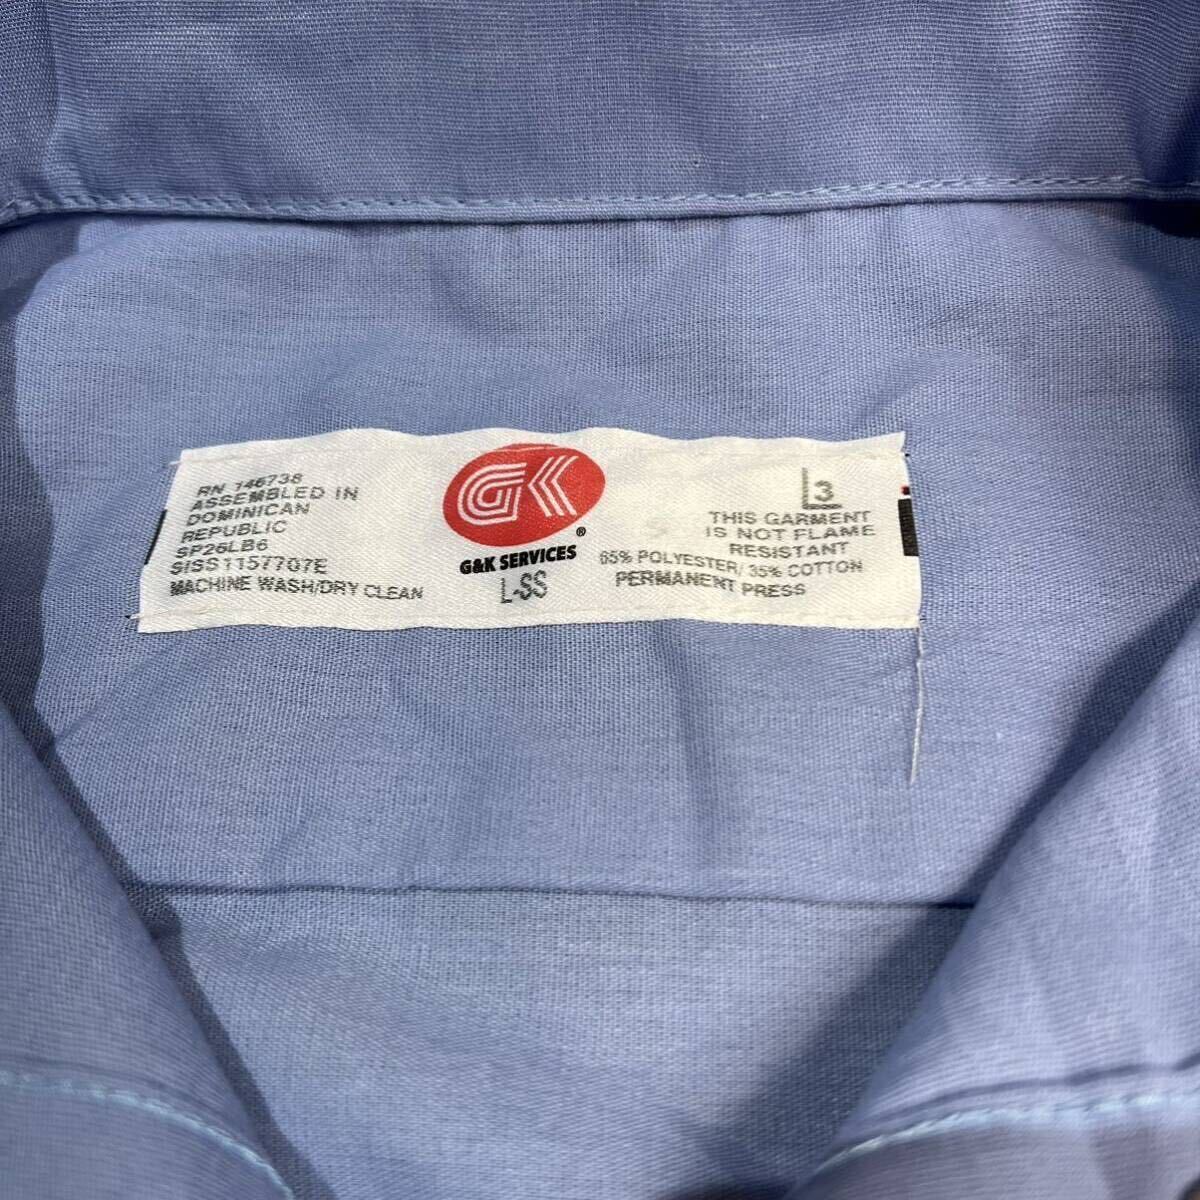 RN 146738
ASSEMBLED IN
DOMINICAN
REPUBLIC
SP26LB6
SISS1157707E
MACHINE WASH/DRY CLEAN
GK
®
G&K SERVICES
L-SS
L3
THIS GARMENT
IS NOT FLAME
RESISTANT
65% POLYESTER/ 35% COTTON
PERMANENT PRESS